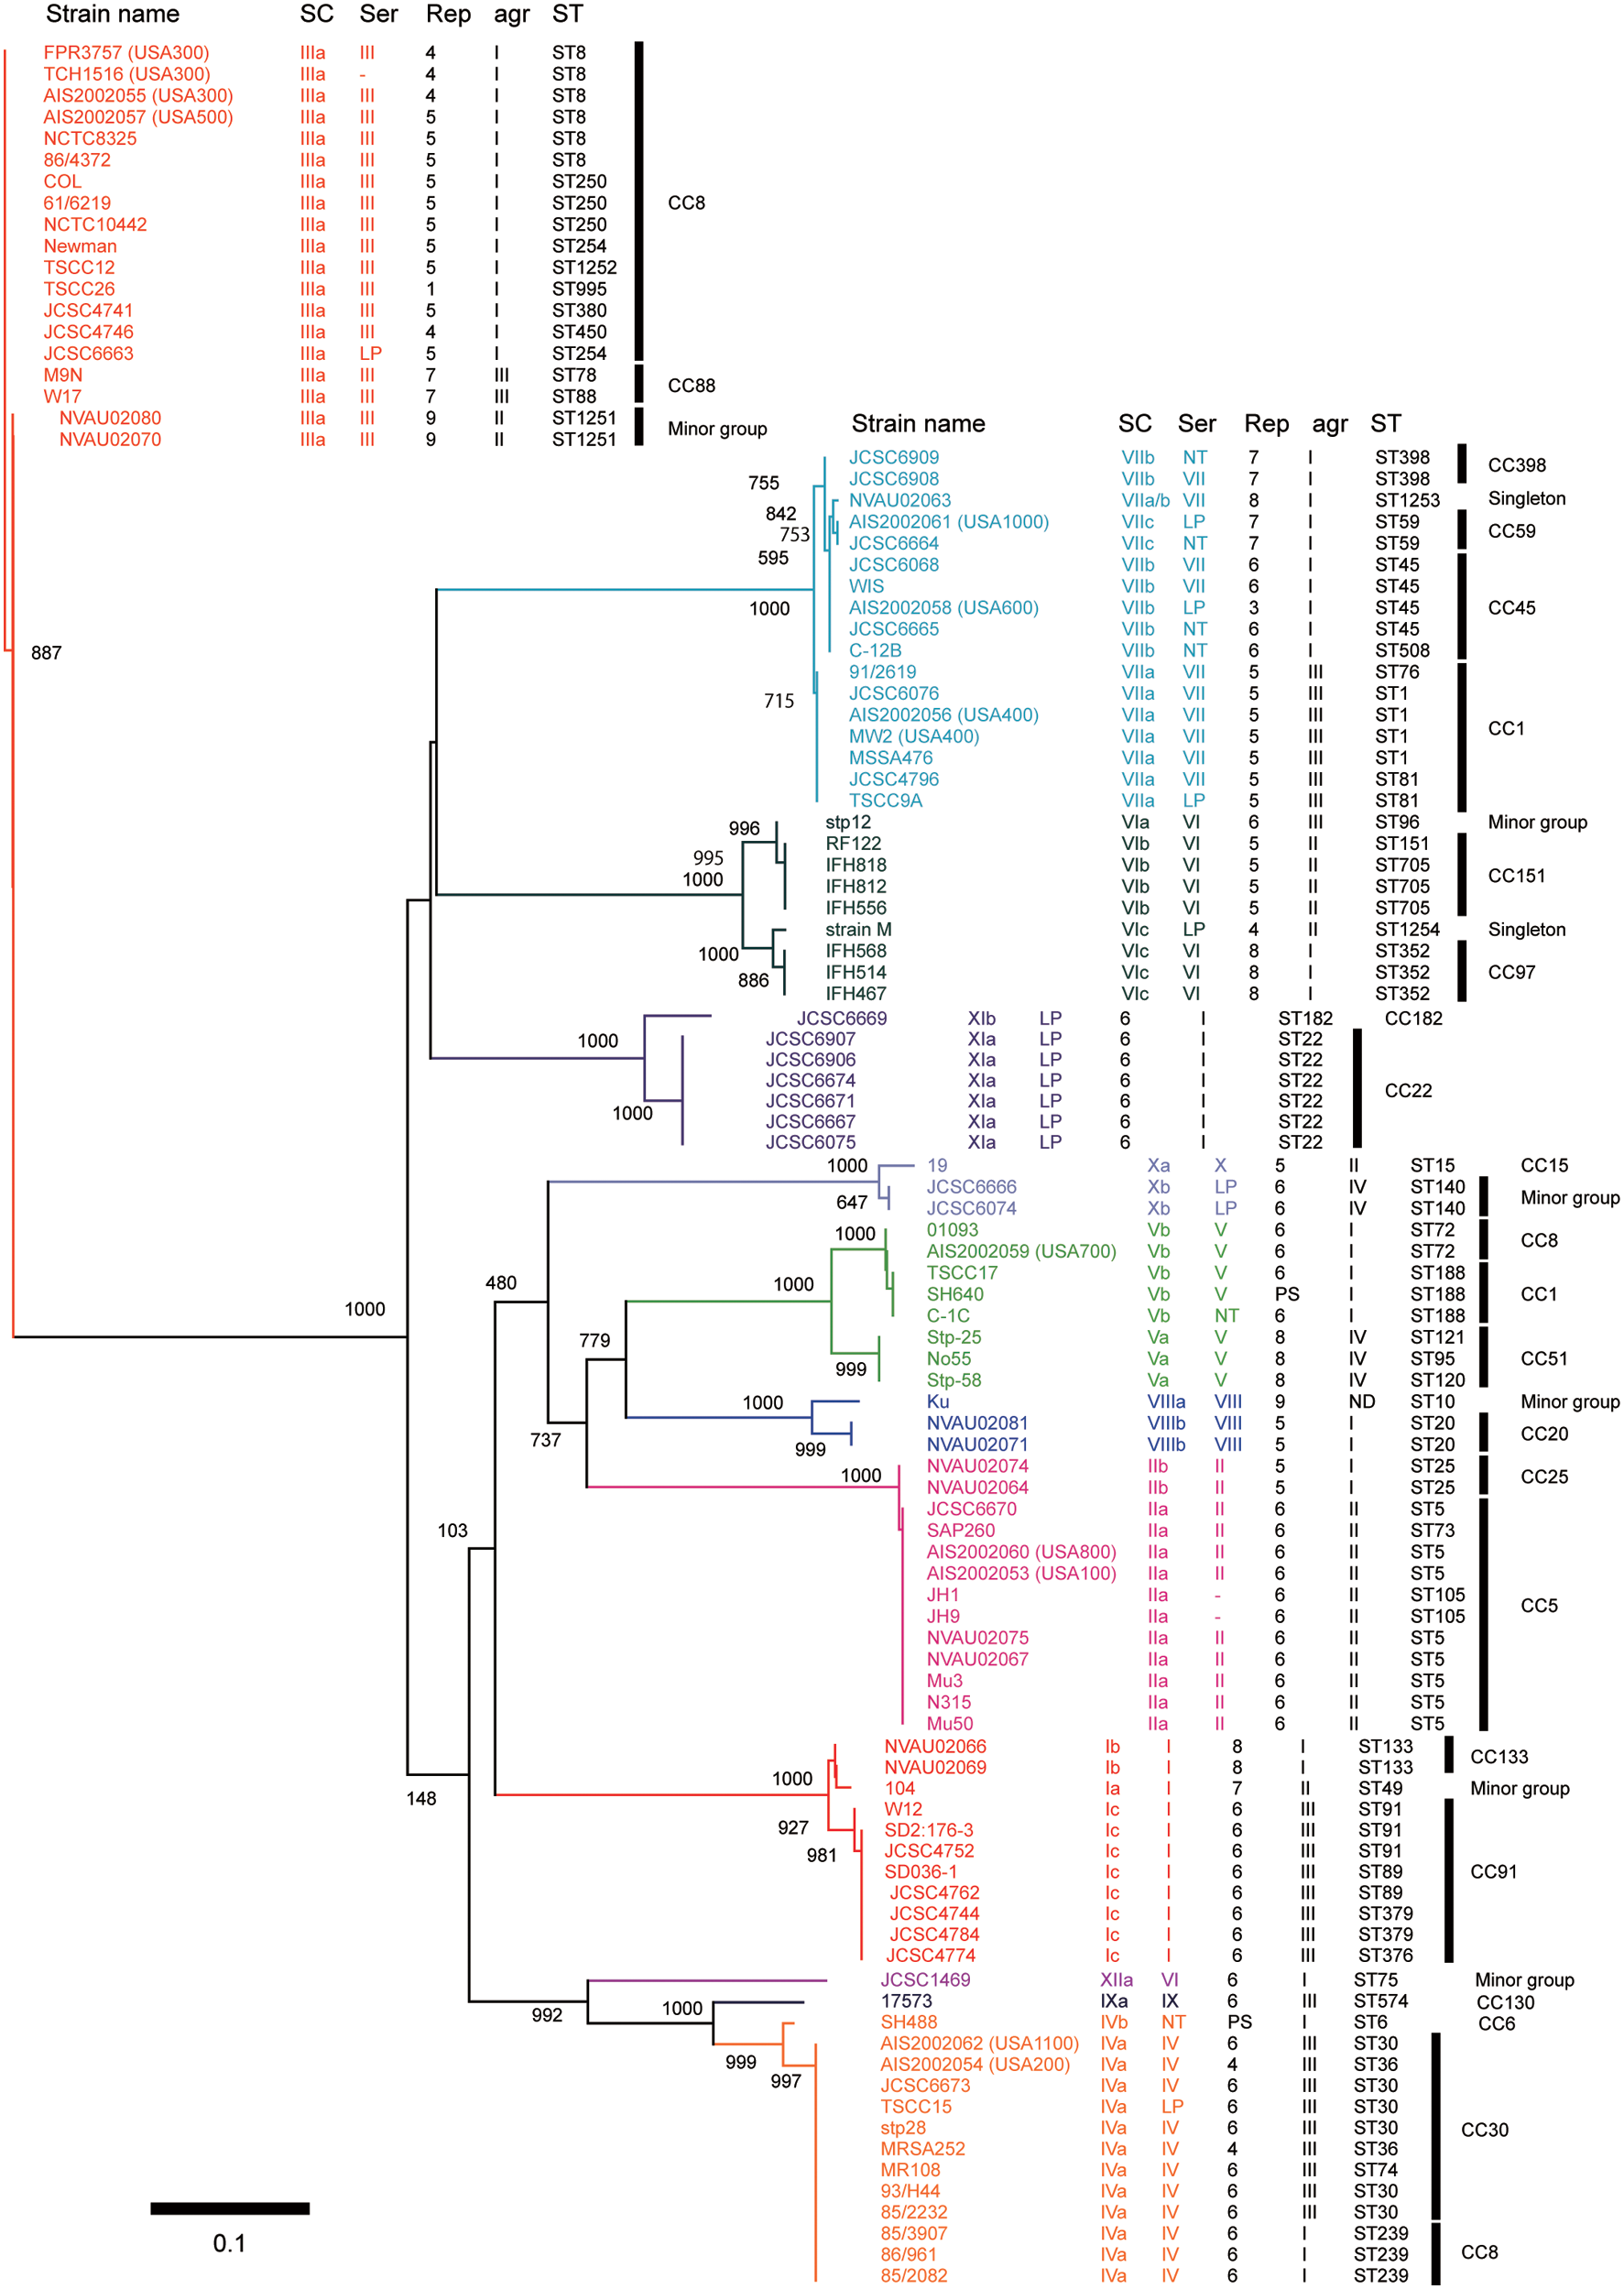 Strain name SC Ser Rep agr ST
FPR3757 (USA300) IIIa III 4 I ST8
TCH1516 (USA300) IIIa - 4 I ST8
AIS2002055 (USA300) IIIa III 4 I ST8
AIS2002057 (USA500) IIIa III 5 I ST8
NCTC8325 IIIa III 5 I ST8
86/4372 IIIa III 5 I ST8
COL IIIa III 5 I ST250
61/6219 IIIa III 5 I ST250 CC8
NCTC10442 IIIa III 5 I ST250
Newman IIIa III 5 I ST254
TSCC12 IIIa III 5 I ST1252
TSCC26 IIIa III 1 I ST995
JCSC4741 IIIa III 5 I ST380
JCSC4746 IIIa III 4 I ST450
JCSC6663 IIIa LP 5 I ST254
M9N IIIa III 7 III ST78
CC88
W17 IIIa III 7 III ST88
NVAU02080 IIIa III 9 II ST1251
Minor group
NVAU02070 IIIa III 9 II ST1251
887
Strain name SC Ser Rep agr ST
JCSC6909 VIIb NT 7 I ST398
CC398
755 JCSC6908 VIIb VII 7 I ST398
NVAU02063 VIIa/b VII 8 I ST1253 Singleton
842 AIS2002061 (USA1000) VIIc LP 7 I ST59
CC59
753 JCSC6664 VIIc NT 7 I ST59
595 JCSC6068 VIIb VII 6 I ST45
WIS VIIb VII 6 I ST45
1000 AIS2002058 (USA600) VIIb LP 3 I ST45 CC45
JCSC6665 VIIb NT 6 I ST45
C-12B VIIb NT 6 I ST508
91/2619 VIIa VII 5 III ST76
715 JCSC6076 VIIa VII 5 III ST1
AIS2002056 (USA400) VIIa VII 5 III ST1
CC1
MW2 (USA400) VIIa VII 5 III ST1
MSSA476 VIIa VII 5 III ST1
JCSC4796 VIIa VII 5 III ST81
TSCC9A VIIa LP 5 III ST81
996 stp12 VIa VI 6 III ST96 Minor group
RF122 VIb VI 5 II ST151
995 IFH818 VIb VI 5 II ST705
CC151
1000 IFH812 VIb VI 5 II ST705
IFH556 VIb VI 5 II ST705
strain M VIc LP 4 II ST1254 Singleton
1000 IFH568 VIc VI 8 I ST352
886 IFH514 VIc VI 8 I ST352 CC97
IFH467 VIc VI 8 I ST352
JCSC6669 XIb LP 6 I ST182 CC182
1000 JCSC6907 XIa LP 6 I ST22
JCSC6906 XIa LP 6 I ST22
JCSC6674 XIa LP 6 I ST22
CC22
JCSC6671 XIa LP 6 I ST22
1000
JCSC6667 XIa LP 6 I ST22
JCSC6075 XIa LP 6 I ST22
1000 19 Xa X 5 II ST15 CC15
JCSC6666 Xb LP 6 IV ST140
Minor group
647 JCSC6074 Xb LP 6 IV ST140
1000 01093 Vb V 6 I ST72
CC8
AIS2002059 (USA700) Vb V 6 I ST72
TSCC17 Vb V 6 I ST188
480 1000 SH640 Vb V PS I ST188 CC1
1000 C-1C Vb NT 6 I ST188
779 Stp-25 Va V 8 IV ST121
999 No55 Va V 8 IV ST95 CC51
Stp-58 Va V 8 IV ST120
1000 Ku VIIIa VIII 9 ND ST10 Minor group
NVAU02081 VIIIb VIII 5 I ST20
CC20
737 999 NVAU02071 VIIIb VIII 5 I ST20
1000 NVAU02074 IIb II 5 I ST25
CC25
NVAU02064 IIb II 5 I ST25
JCSC6670 IIa II 6 II ST5
103 SAP260 IIa II 6 II ST73
AIS2002060 (USA800) IIa II 6 II ST5
AIS2002053 (USA100) IIa II 6 II ST5
JH1 IIa - 6 II ST105
CC5
JH9 IIa - 6 II ST105
NVAU02075 IIa II 6 II ST5
NVAU02067 IIa II 6 II ST5
Mu3 IIa II 6 II ST5
N315 IIa II 6 II ST5
Mu50 IIa II 6 II ST5
NVAU02066 Ib I 8 I ST133
CC133
NVAU02069 Ib I 8 I ST133
1000 104 Ia I 7 II ST49 Minor group
148 W12 Ic I 6 III ST91
927 SD2:176-3 Ic I 6 III ST91
981 JCSC4752 Ic I 6 III ST91
SD036-1 Ic I 6 III ST89 CC91
JCSC4762 Ic I 6 III ST89
JCSC4744 Ic I 6 III ST379
JCSC4784 Ic I 6 III ST379
JCSC4774 Ic I 6 III ST376
JCSC1469 XIIa VI 6 I ST75 Minor group
992 1000 17573 IXa IX 6 III ST574 CC130
SH488 IVb NT PS I ST6 CC6
AIS2002062 (USA1100) IVa IV 6 III ST30
999 AIS2002054 (USA200) IVa IV 4 III ST36
997 JCSC6673 IVa IV 6 III ST30
TSCC15 IVa LP 6 III ST30
stp28 IVa IV 6 III ST30 CC30
MRSA252 IVa IV 4 III ST36
MR108 IVa IV 6 III ST74
93/H44 IVa IV 6 III ST30
85/2232 IVa IV 6 III ST30
85/3907 IVa IV 6 I ST239
0.1 86/961 IVa IV 6 I ST239 CC8
85/2082 IVa IV 6 I ST239